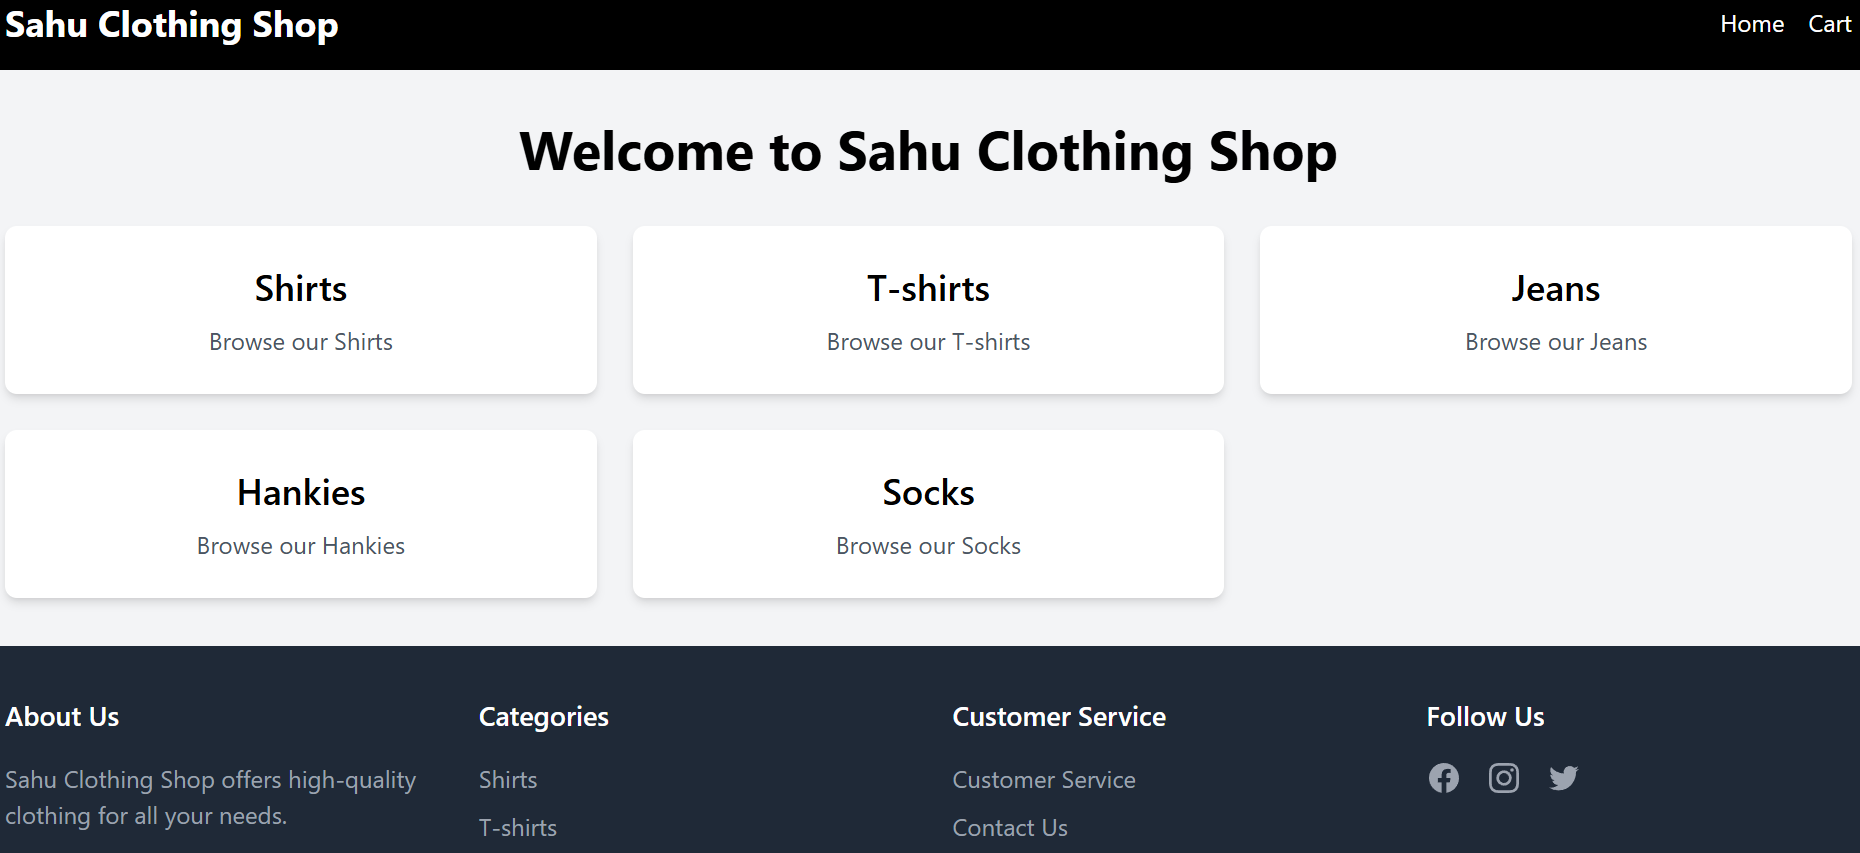 Sahu Clothing Shop
Home Cart
Welcome to Sahu Clothing Shop
Shirts
Browse our Shirts
T-shirts
Browse our T-shirts
Jeans
Browse our Jeans
Hankies
Browse our Hankies
Socks
Browse our Socks
About Us
Sahu Clothing Shop offers high-quality
clothing for all your needs.
Categories
Shirts
T-shirts
Customer Service
Customer Service
Contact Us
Follow Us